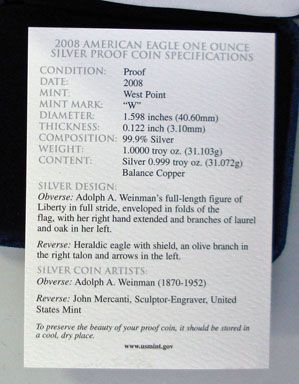 2008 AMERICAN EAGLE ONE OUNCE
SILVER PROOF COIN SPECIFICATIONS
CONDITION: Proof
DATE: 2008
MINT: West Point
MINT MARK: "W"
DIAMETER: 1.598 inches (40.60mm)
THICKNESS: 0.122 inch (3.10mm)
COMPOSITION: 99.9% Silver
WEIGHT: 1.0000 troy oz. (31.103g)
CONTENT: Silver 0.999 troy oz. (31.072g)
Balance Copper
SILVER DESIGN:
Obverse: Adolph A. Weinman's full-length figure of
Liberty in full stride, enveloped in folds of the
flag, with her right hand extended and branches of laurel
and oak in her left.
Reverse: Heraldic eagle with shield, an olive branch in
the right talon and arrows in the left.
SILVER COIN ARTISTS:
Obverse: Adolph A. Weinman (1870-1952)
Reverse: John Mercanti, Sculptor-Engraver, United
States Mint
To preserve the beauty of your proof coin, it should be stored in
a cool, dry place.
www.usmint.gov